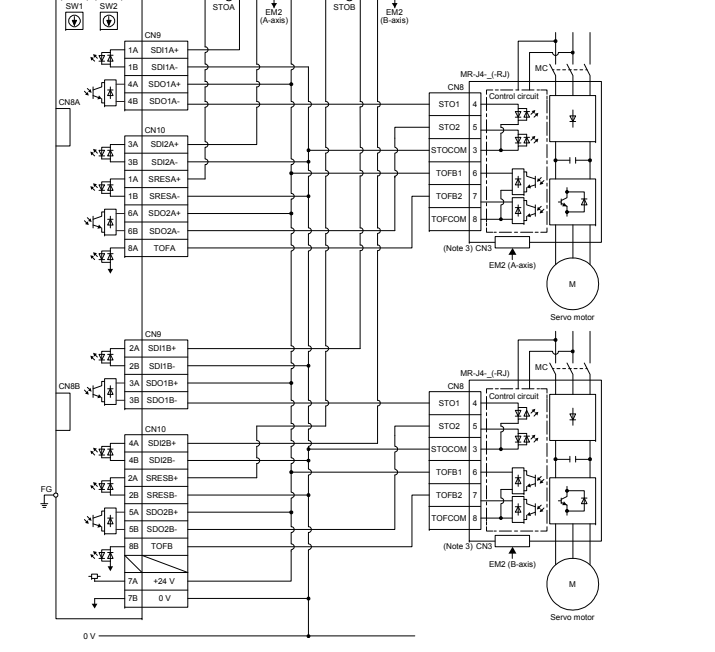 SW1 SW2
STOA
EM2
(A-axis)
STOB
EM2
(B-axis)
CN8A
CN9
1A SDI1A+
1B SDI1A-
4A SDO1A+
4B SDO1A-
CN10
3A SDI2A+
3B SDI2A-
1A SRESA+
1B SRESA-
6A SDO2A+
6B SDO2A-
8A TOFA
MC
MR-J4-_(-RJ)
CN8
Control circuit
STO1 4
STO2 5
STOCOM 3
TOFB1 6
TOFB2 7
TOFCOM 8
(Note 3) CN3
EM2 (A-axis)
M
Servo motor
CN8B
CN9
2A SDI1B+
2B SDI1B-
3A SDO1B+
3B SDO1B-
CN10
4A SDI2B+
4B SDI2B-
2A SRESB+
2B SRESB-
5A SDO2B+
5B SDO2B-
8B TOFB
7A +24 V
7B 0 V
FG
0 V
MC
MR-J4-_(-RJ)
CN8
Control circuit
STO1 4
STO2 5
STOCOM 3
TOFB1 6
TOFB2 7
TOFCOM 8
(Note 3) CN3
EM2 (B-axis)
M
Servo motor